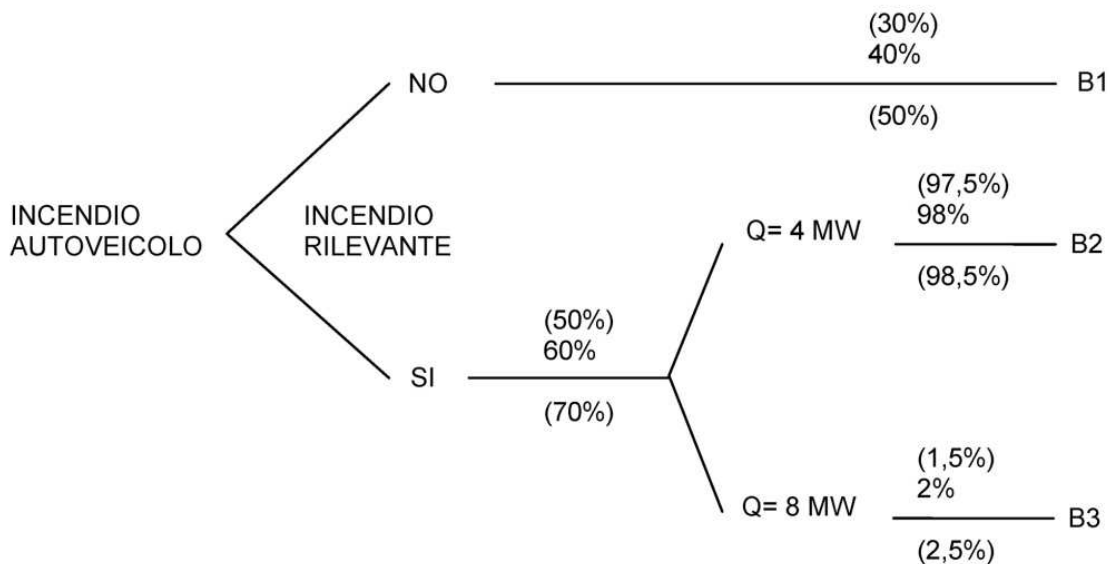 (30%)
40%
NO
B1
(50%)
(97,5%)
98%
INCENDIO
AUTOVEICOLO
INCENDIO
RILEVANTE
Q= 4 MW
B2
(98,5%)
(50%)
60%
SI
(70%)
(1,5%)
2%
Q= 8 MW
B3
(2,5%)